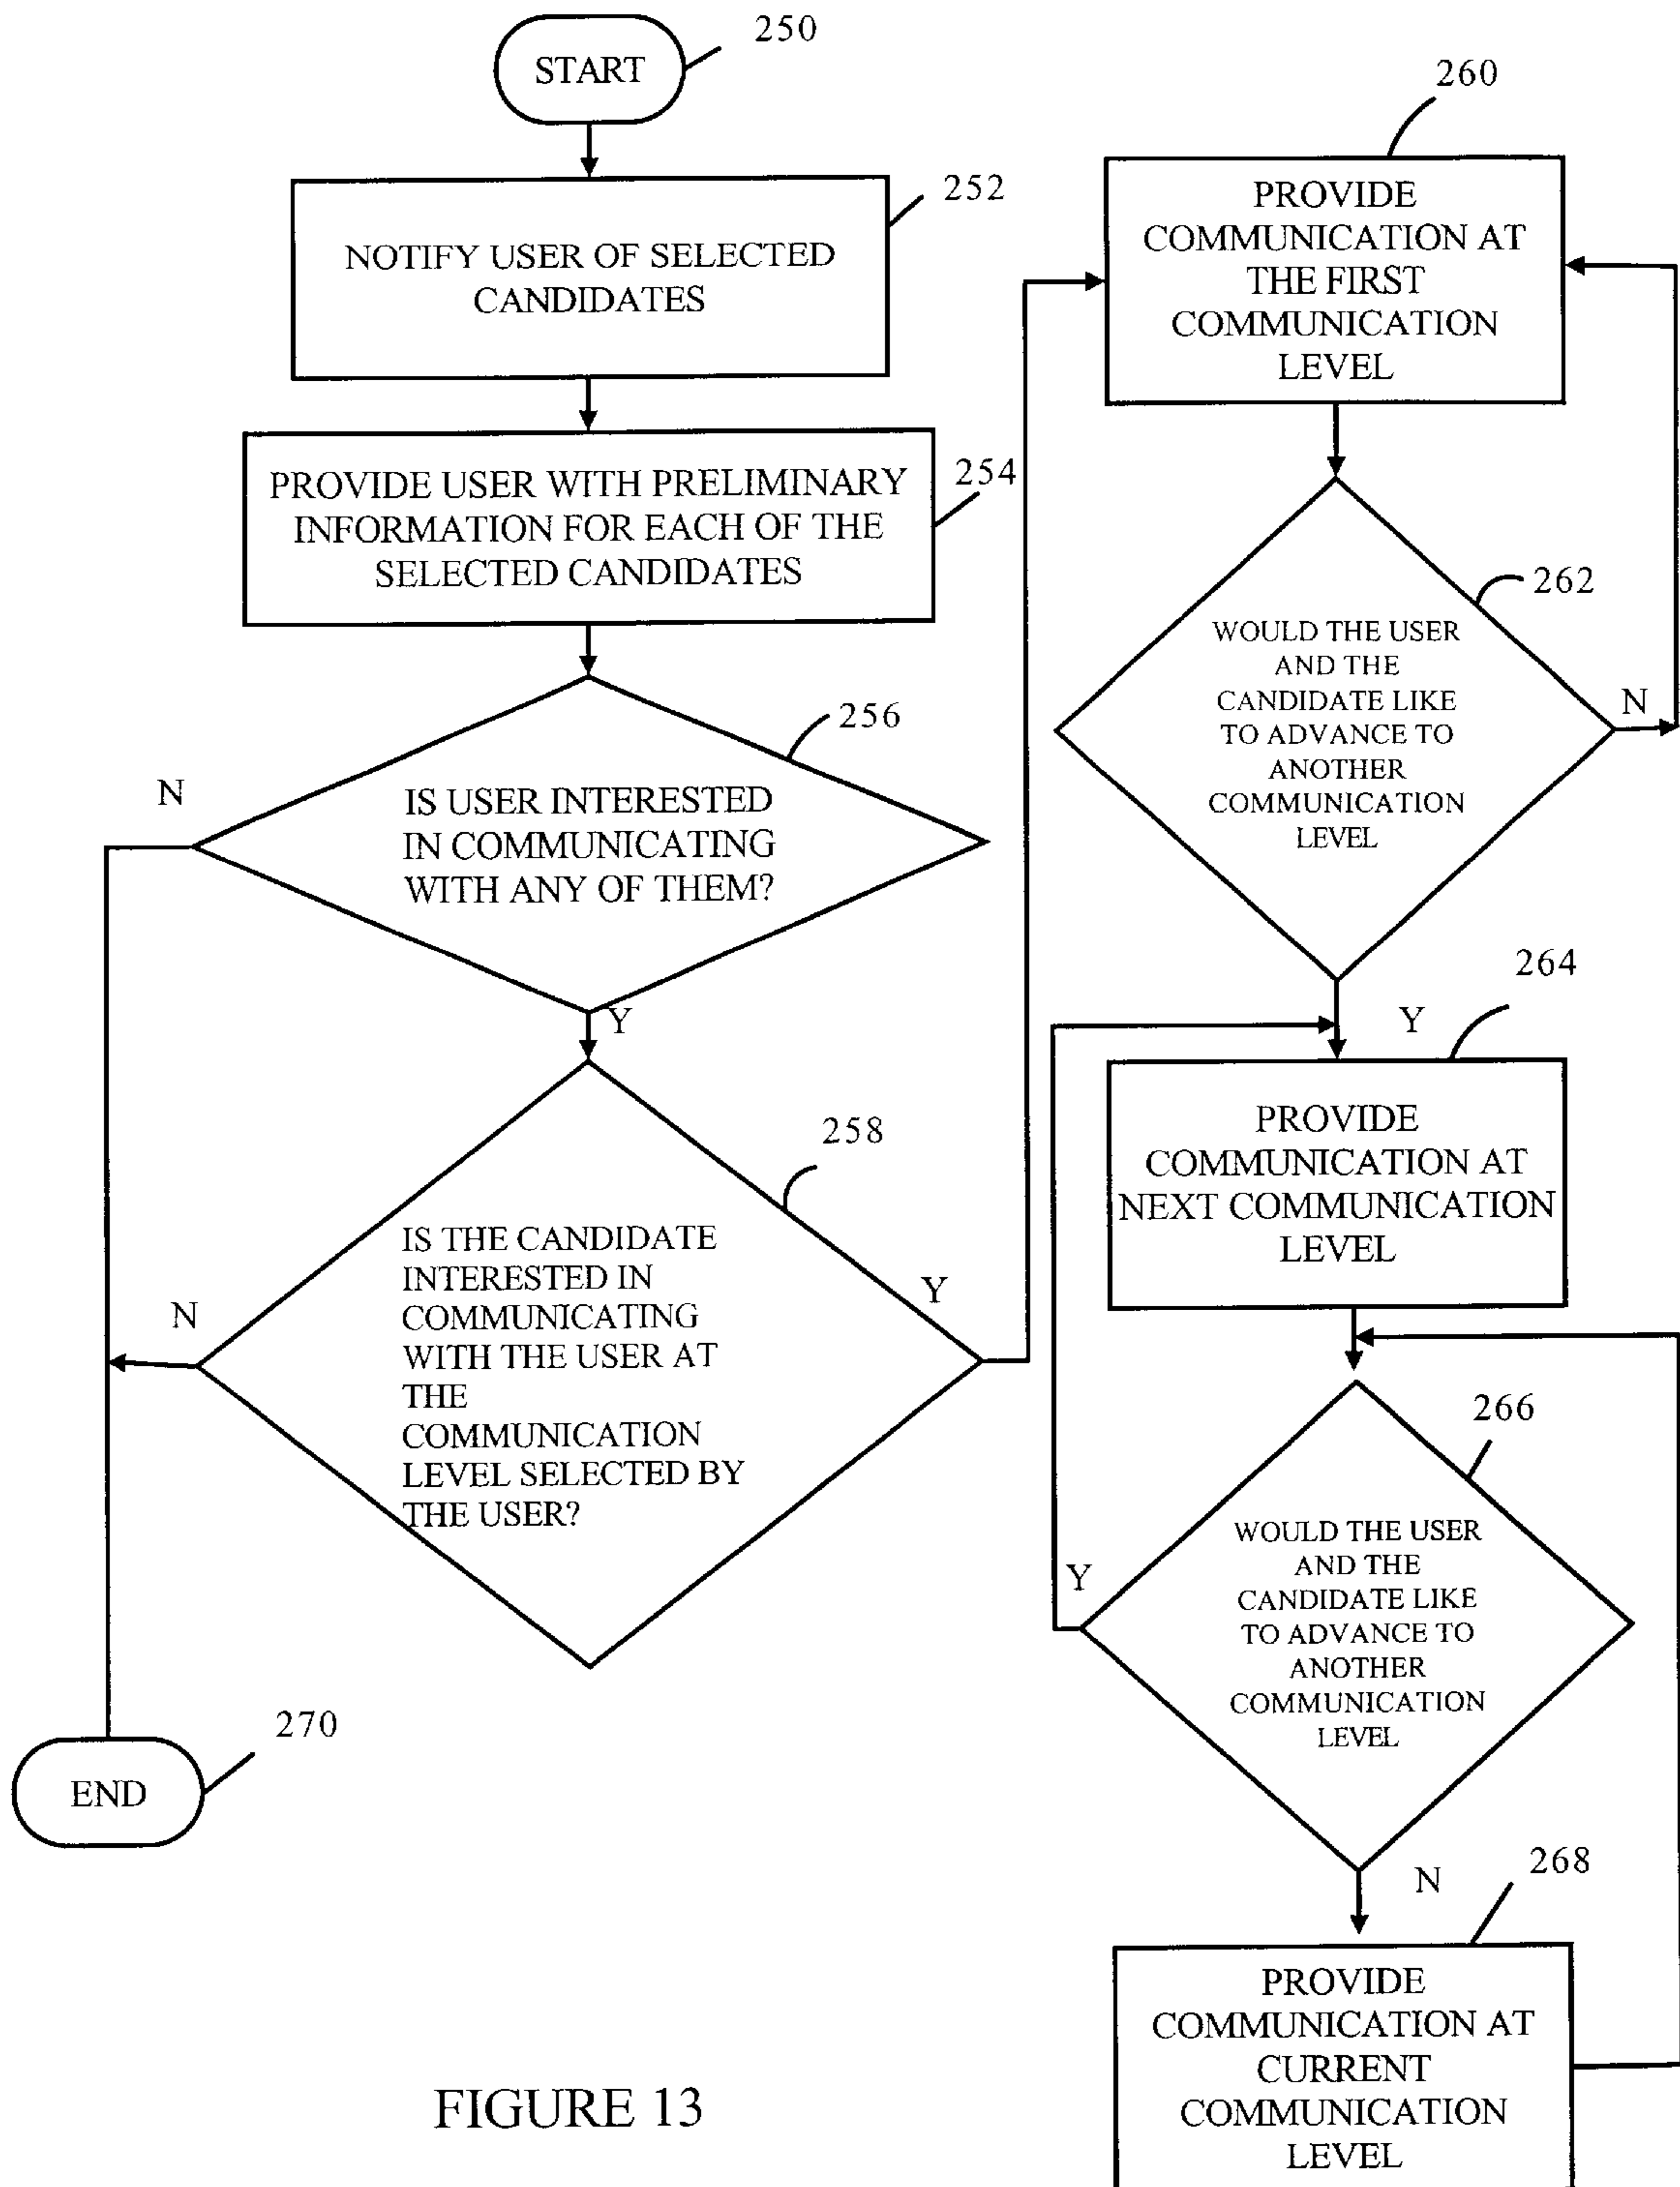 START
250
NOTIFY USER OF SELECTED
CANDIDATES
252
PROVIDE USER WITH PRELIMINARY
INFORMATION FOR EACH OF THE
SELECTED CANDIDATES
254
IS USER INTERESTED
IN COMMUNICATING
WITH ANY OF THEM?
256
N
Y
IS THE CANDIDATE
INTERESTED IN
COMMUNICATING
WITH THE USER AT
THE
COMMUNICATION
LEVEL SELECTED BY
THE USER?
258
N
Y
END
270
PROVIDE
COMMUNICATION AT
THE FIRST
COMMUNICATION
LEVEL
260
WOULD THE USER
AND THE
CANDIDATE LIKE
TO ADVANCE TO
ANOTHER
COMMUNICATION
LEVEL
262
N
Y
PROVIDE
COMMUNICATION AT
NEXT COMMUNICATION
LEVEL
264
WOULD THE USER
AND THE
CANDIDATE LIKE
TO ADVANCE TO
ANOTHER
COMMUNICATION
LEVEL
266
Y
N
PROVIDE
COMMUNICATION AT
CURRENT
COMMUNICATION
LEVEL
268
FIGURE 13